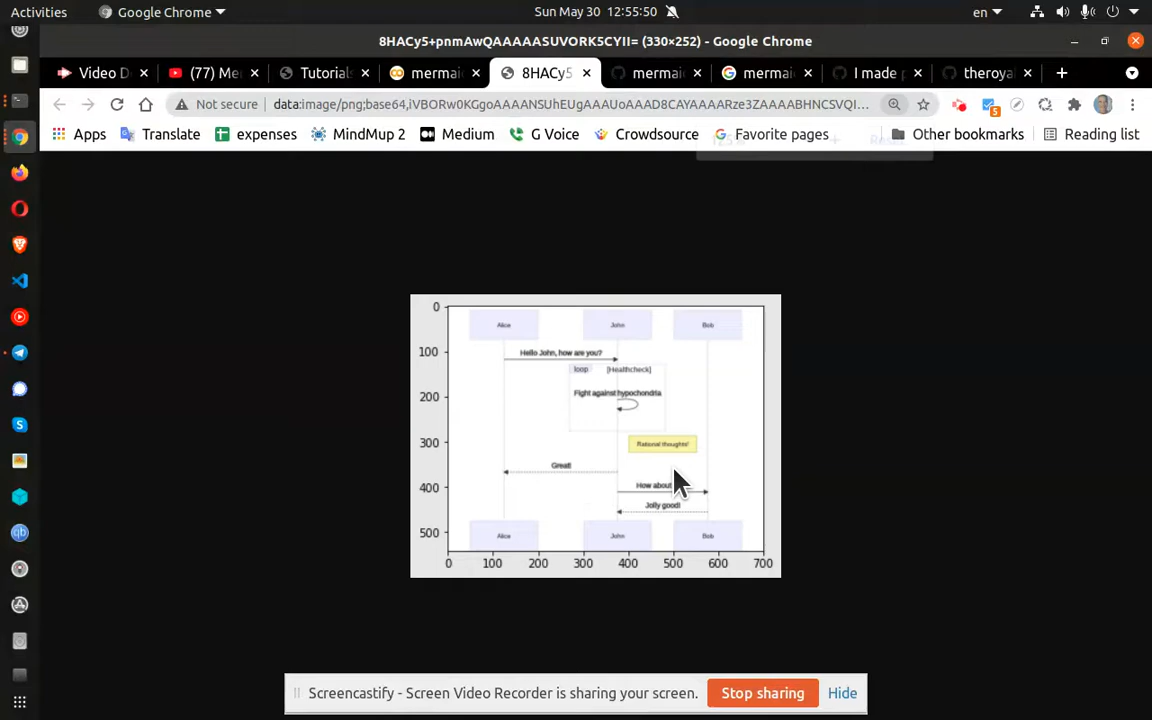 Activities
Google Chrome
Sun May 30 12:55:50
en
8HACy5+pnmAwQAAAAASUVORK5CYII= (330×252) - Google Chrome
Video D
(77) Me
Tutorials
mermai
8HACy5
mermai
mermai
I made
theroya
Not secure
data:image/png;base64,iVBORw0KGgoAAAANSUhEUgAAAUoAAAD8CAYAAAARze3ZAAAABHNCSVQI...
5
Apps
Translate
expenses
MindMup 2
Medium
G Voice
Crowdsource
Favorite pages
Other bookmarks
Reading list
0
100
200
300
400
500
Alice
John
Bob
Hello John, how are you?
loop
[Healthcheck]
Fight against hypochondria
Rational thoughts!
Great!
How about
Jolly good!
Alice
John
Bob
0
100
200
300
400
500
600
700
Screencastify - Screen Video Recorder is sharing your screen.
Stop sharing
Hide